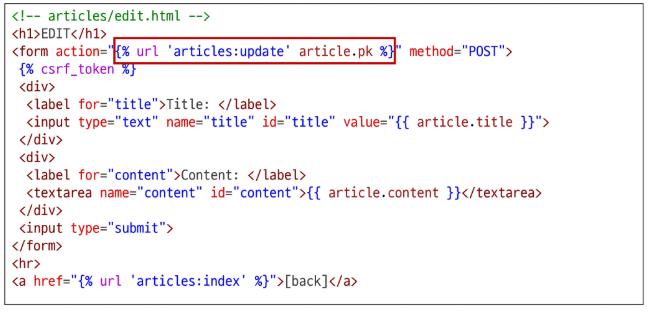 <!-- articles/edit.html -->
<h1>EDIT</h1>
<form action="{% url 'articles:update' article.pk %}" method="POST">
{% csrf_token %}
<div>
<label for="title">Title: </label>
<input type="text" name="title" id="title" value="{{ article.title }}">
</div>
<div>
<label for="content">Content: </label>
<textarea name="content" id="content">{{ article.content }}</textarea>
</div>
<input type="submit">
</form>
<hr>
<a href="{% url 'articles:index' %}">[back]</a>